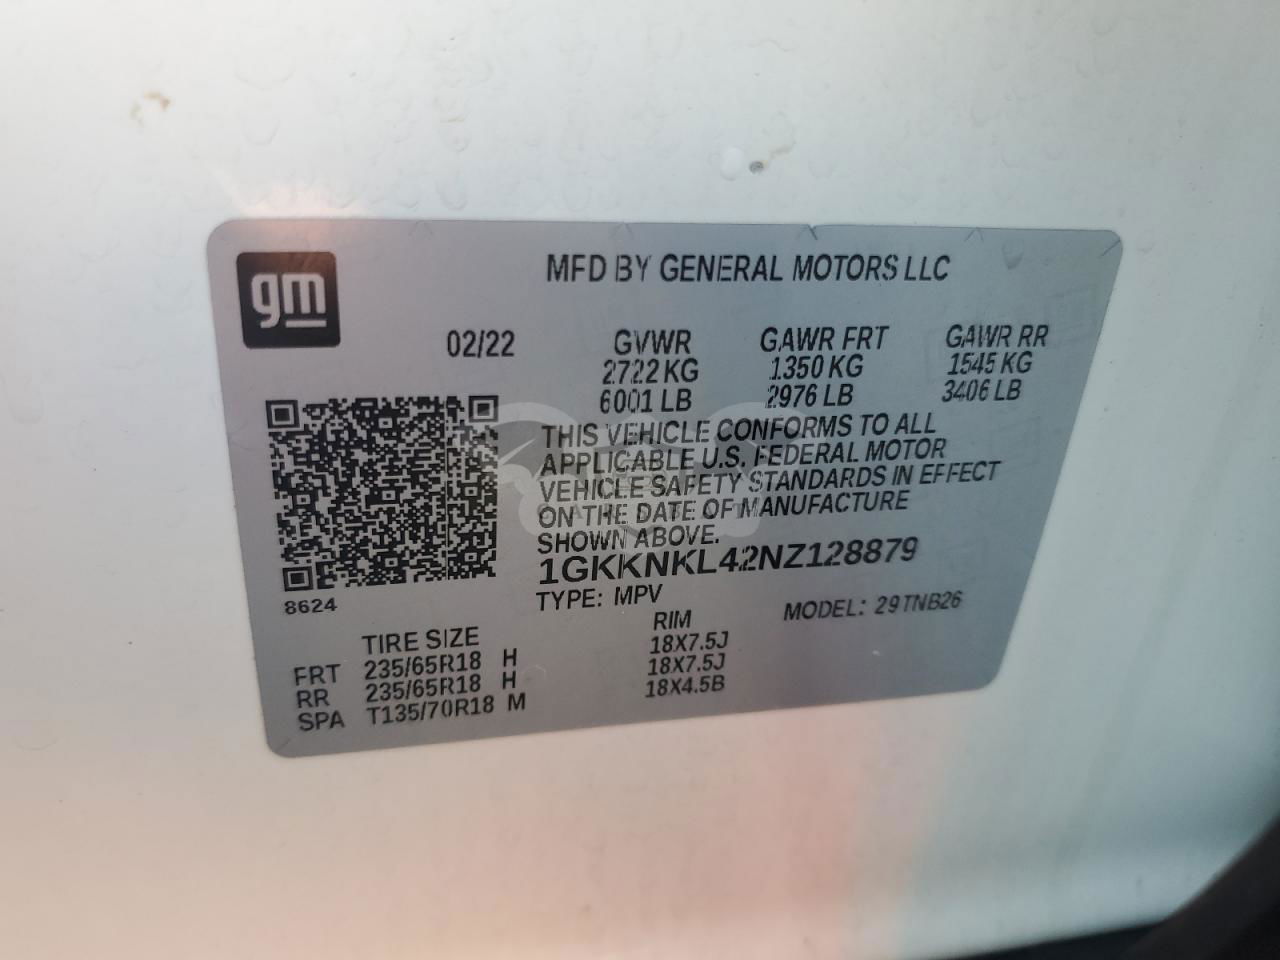 gm
MFD BY GENERAL MOTORS LLC
02/22
GVWR GAWR FRT GAWR RR
2722 KG 1350 KG 1545 KG
6001 LB 2976 LB 3406 LB
THIS VEHICLE CONFORMS TO ALL
APPLICABLE U.S. FEDERAL MOTOR
VEHICLE SAFETY STANDARDS IN EFFECT
ON THE DATE OF MANUFACTURE
SHOWN ABOVE.
1GKKNKL42NZ128879
8624
TYPE: MPV MODEL: 29TNB26
TIRE SIZE RIM
FRT 235/65R18 H 18X7.5J
RR 235/65R18 H 18X7.5J
SPA T135/70R18 M 18X4.5B